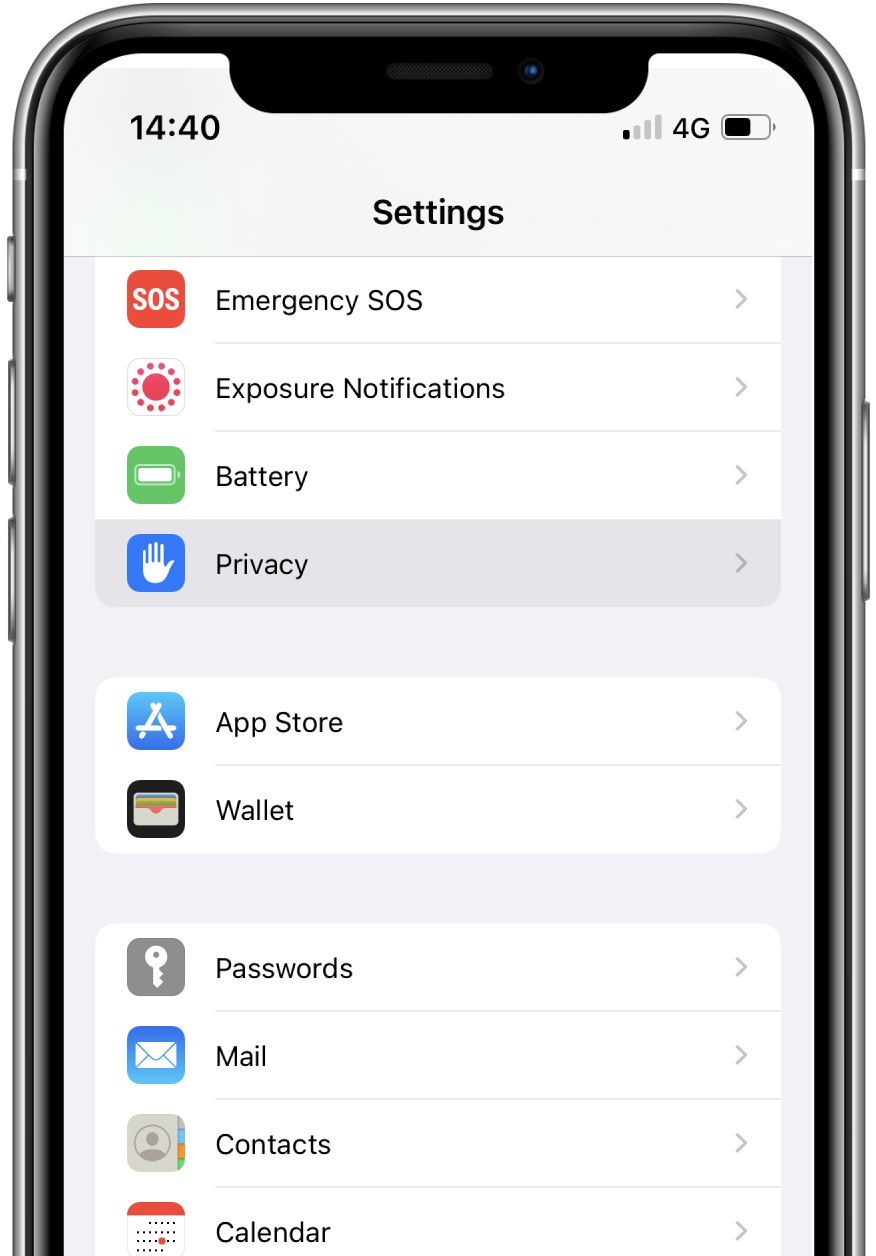 14:40 4G
Settings
SOS Emergency SOS
Exposure Notifications
Battery
Privacy
App Store
Wallet
Passwords
Mail
Contacts
Calendar